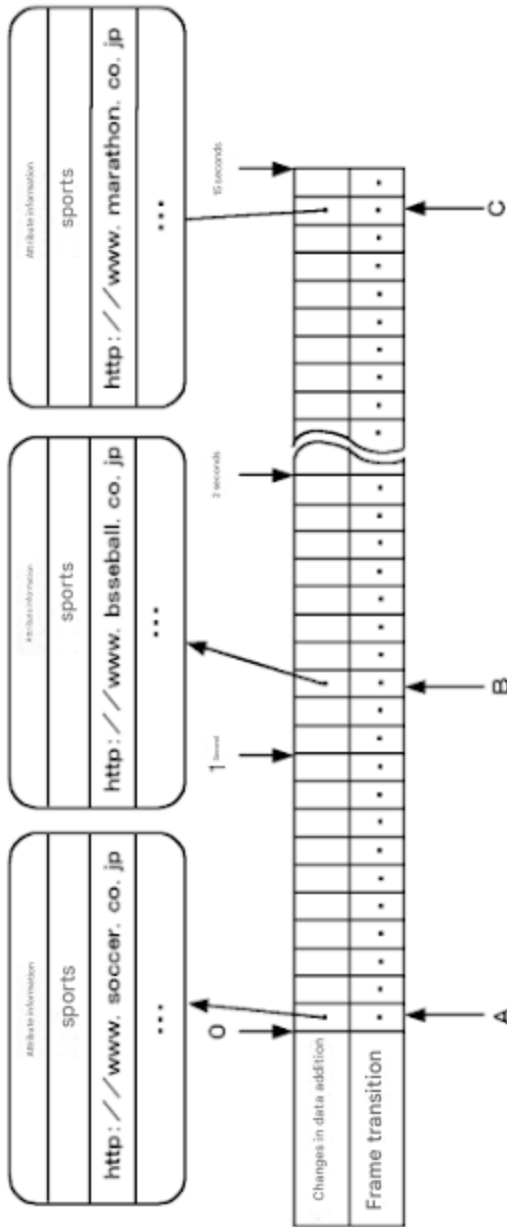 Attribute information
sports
http://www. soccer. co. jp
...
Attribute information
sports
http://www. bsseball. co. jp
...
Attribute information
sports
http://www. marathon. co. jp
...
0
1 Second
2 seconds
15 seconds
Changes in data addition
Frame transition
A
B
C